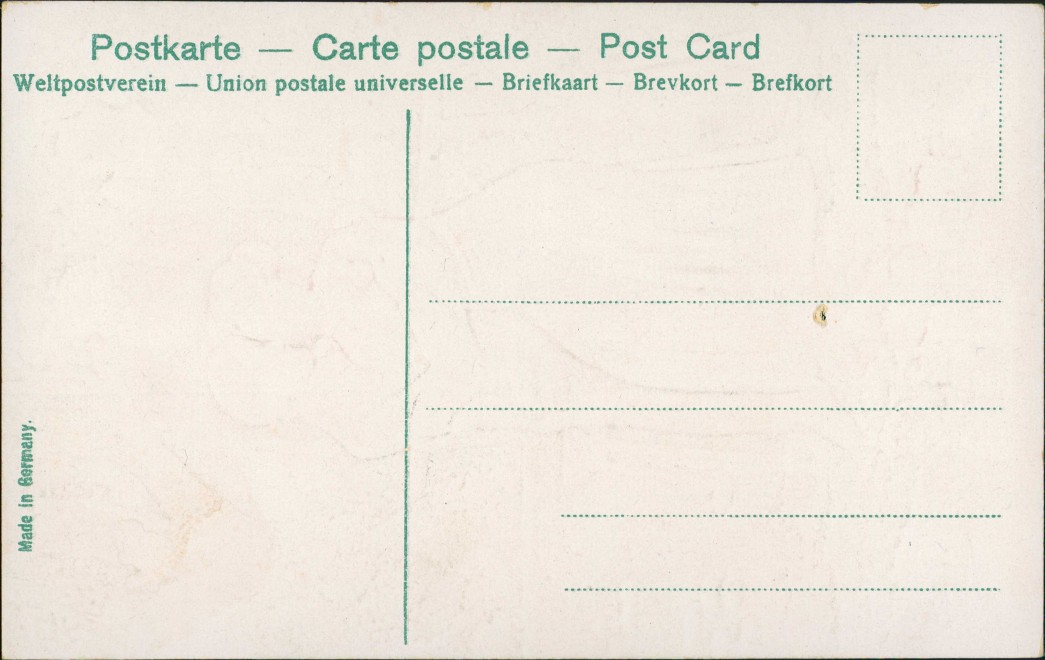 Postkarte — Carte postale — Post Card
Weltpostverein — Union postale universelle — Briefkaart — Brevkort — Brefkort
Made in Germany.